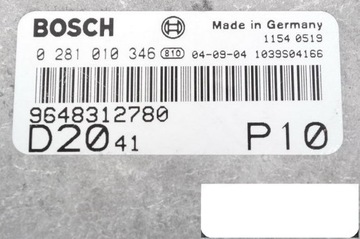 BOSCH
Made in Germany
1154 0519
0 281 010 346 810 04-09-04 1039S04166
9648312780
D20 41 P10